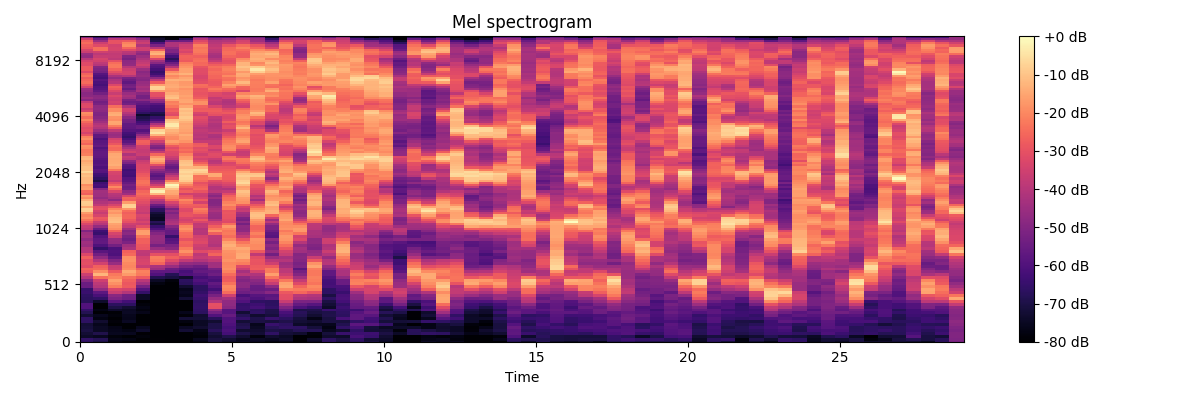 Mel spectrogram
Hz
8192
4096
2048
1024
512
0
0 5 10 15 20 25
Time
+0 dB
-10 dB
-20 dB
-30 dB
-40 dB
-50 dB
-60 dB
-70 dB
-80 dB